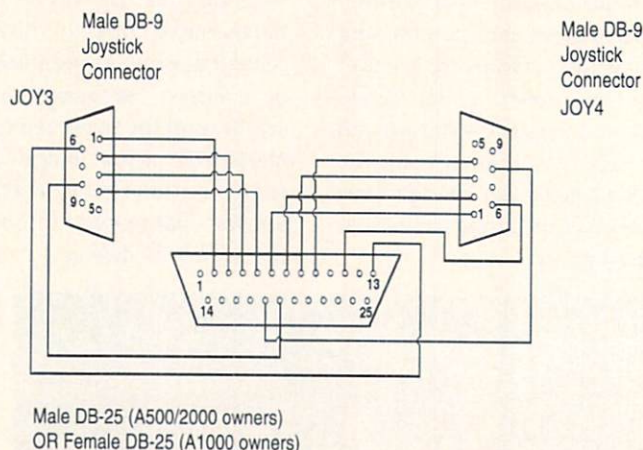 Male DB-9
Joystick
Connector
JOY3
Male DB-9
Joystick
Connector
JOY4
6
1
9
5
5
9
1
6
1
13
14
25
Male DB-25 (A500/2000 owners)
OR Female DB-25 (A1000 owners)